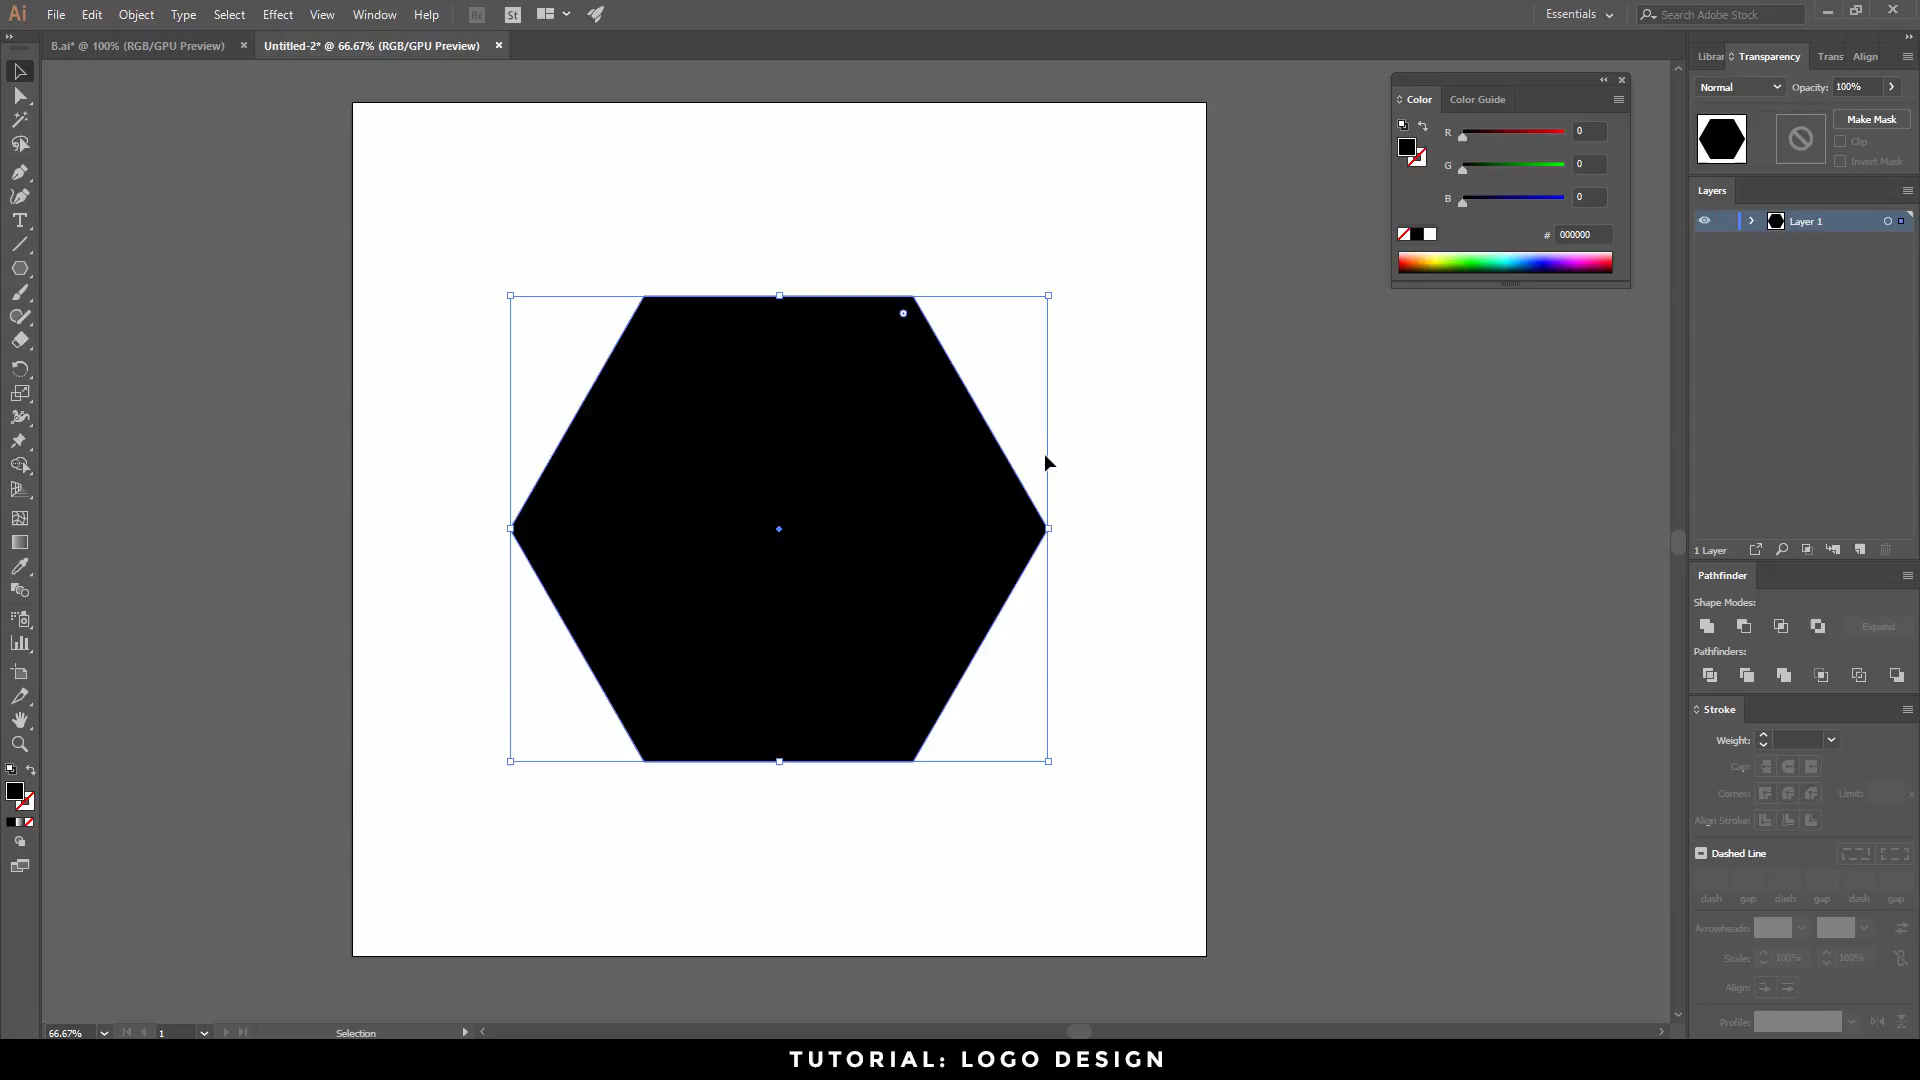 Ai File Edit Object Type Select Effect View Window Help Br St Essentials Search Adobe Stock
B.ai* @ 100% (RGB/GPU Preview) × Untitled-2* @ 66.67% (RGB/GPU Preview) ×
Librar Transparency Trans Align
Normal Opacity: 100%
Make Mask
Clip
Invert Mask
Color Color Guide
R 0
G 0
B 0
# 000000
Layers
Layer 1
1 Layer
Pathfinder
Shape Modes:
Expand
Pathfinders:
Stroke
Weight:
Cap:
Corner: Limit: x
Align Stroke:
Dashed Line
dash gap dash gap dash gap
Arrowheads:
Scale: 100% 100%
Align:
Profile:
66.67% 1 Selection
TUTORIAL: LOGO DESIGN